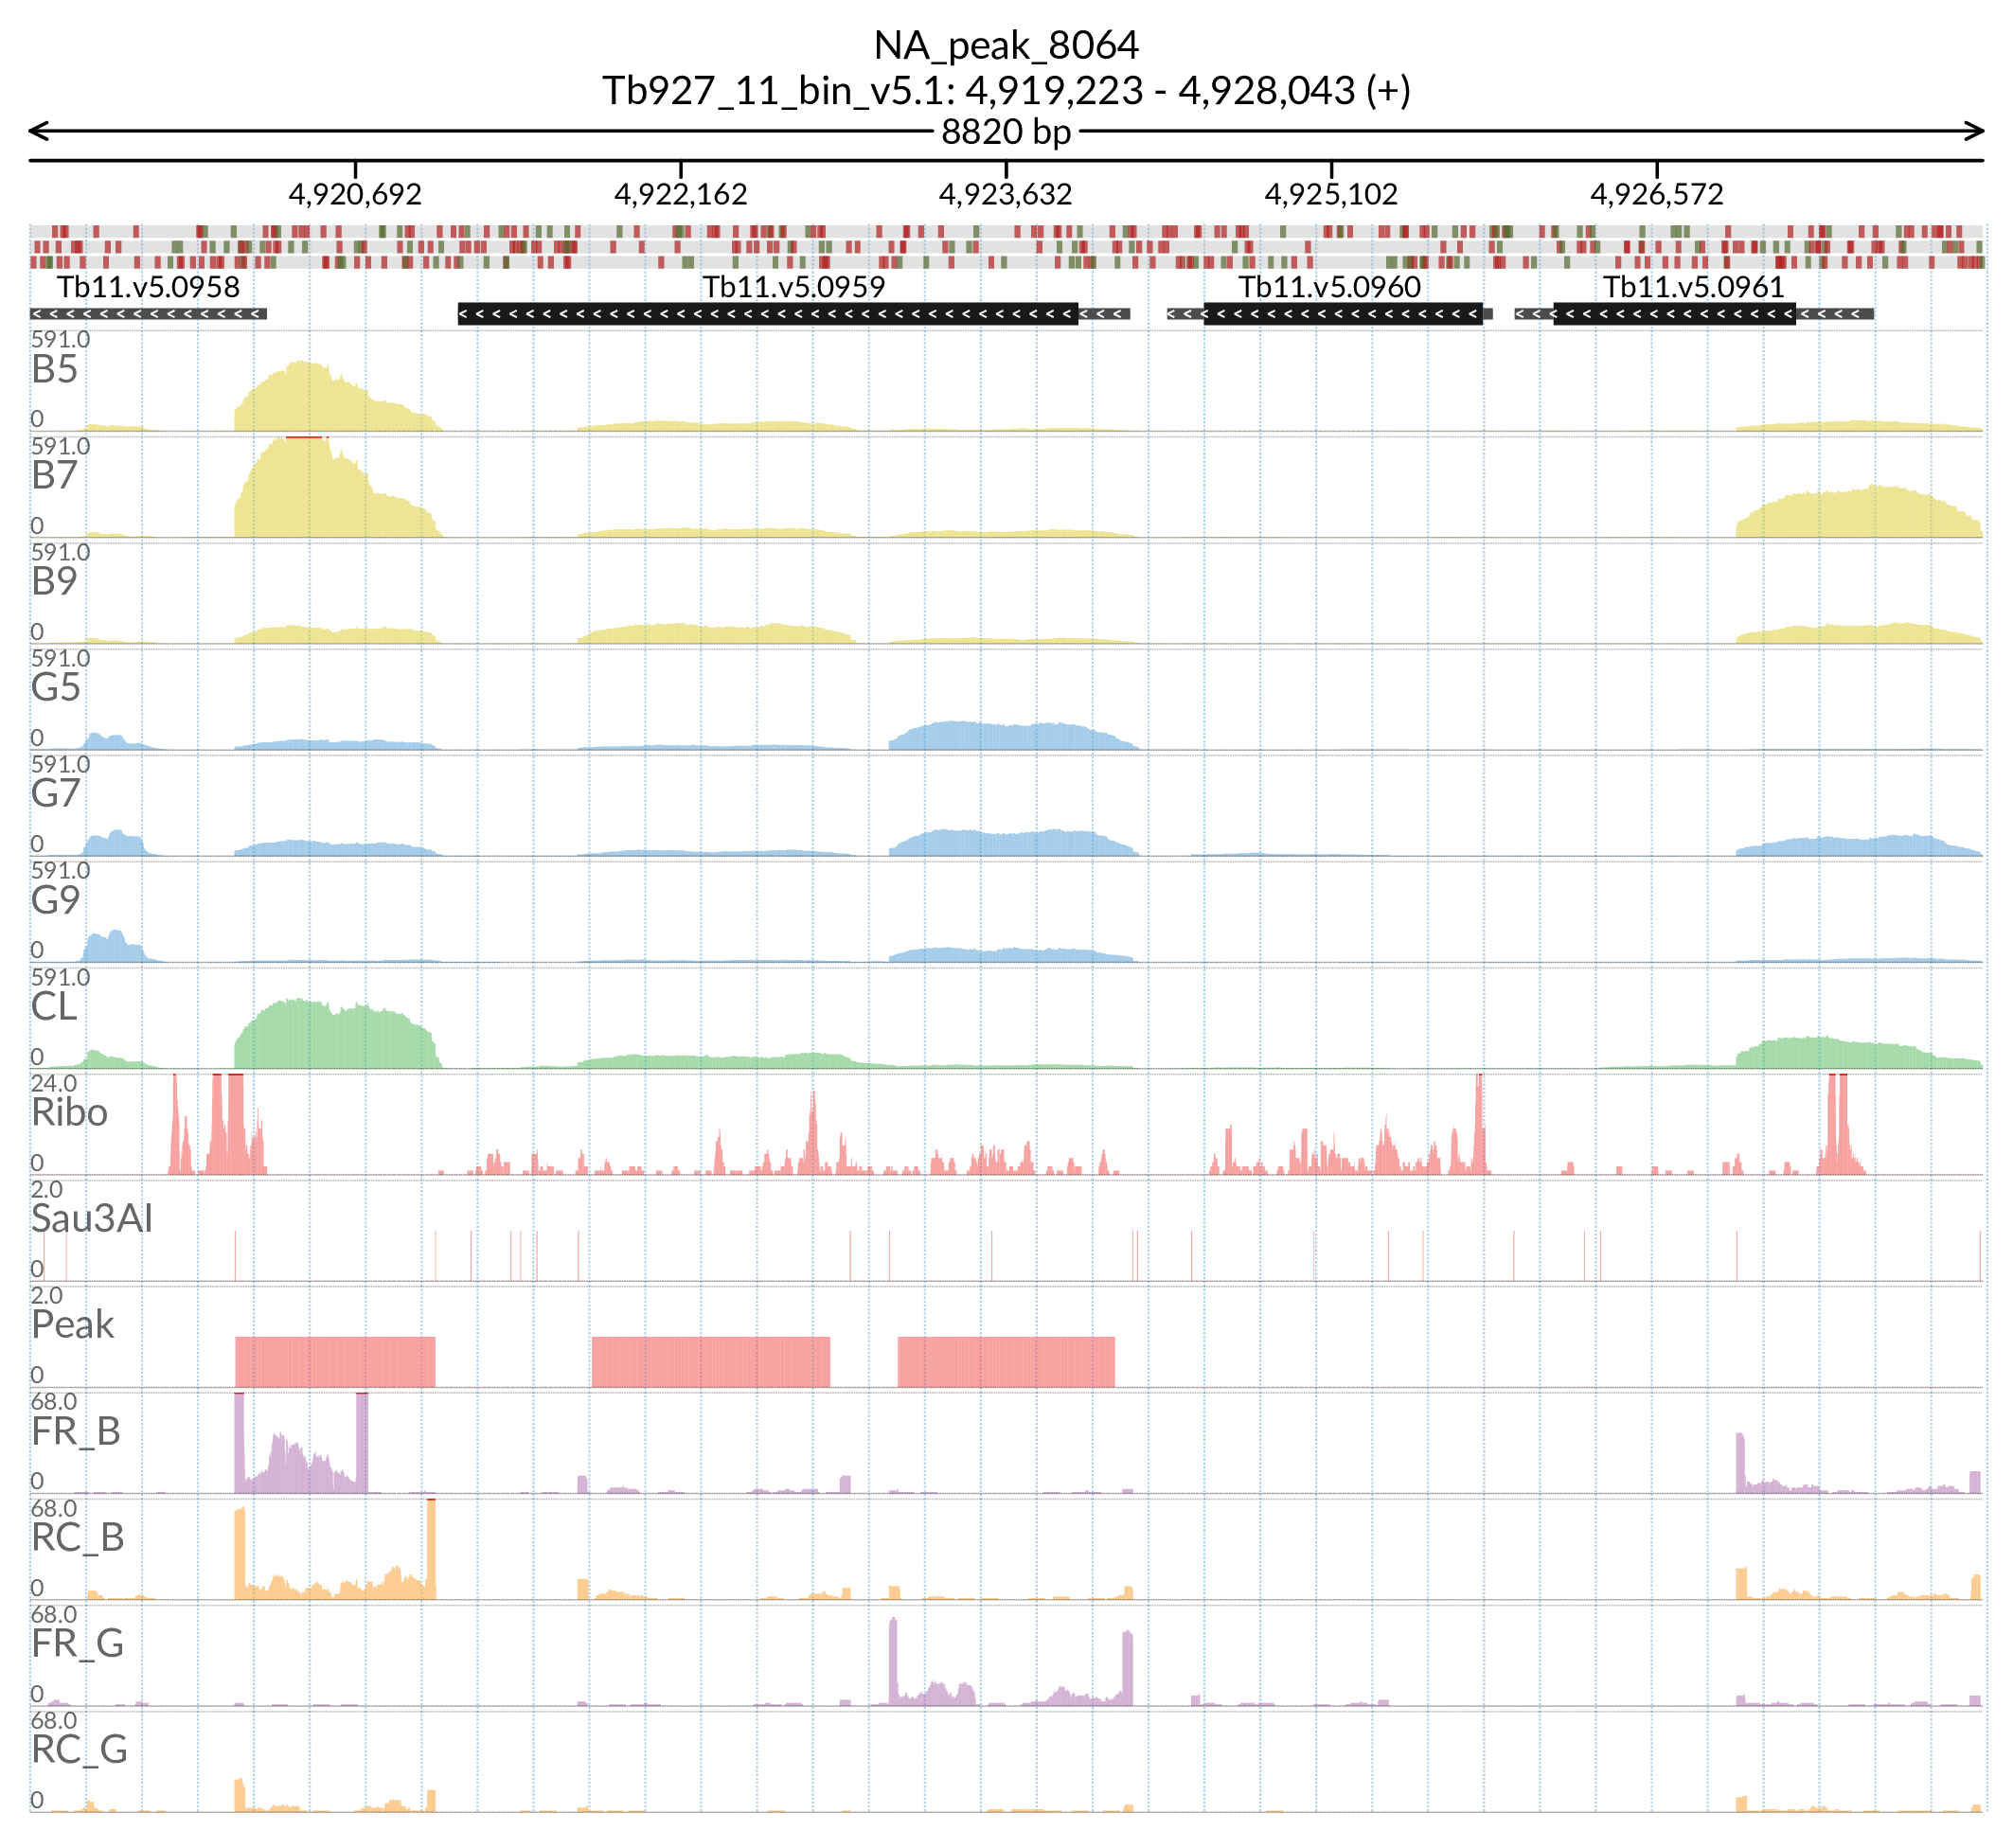 NA_peak_8064
Tb927_11_bin_v5.1: 4,919,223 - 4,928,043 (+)
8820 bp
4,920,692 4,922,162 4,923,632 4,925,102 4,926,572
Tb11.v5.0958 Tb11.v5.0959 Tb11.v5.0960 Tb11.v5.0961
591.0
B5
0
591.0
B7
0
591.0
B9
0
591.0
G5
0
591.0
G7
0
591.0
G9
0
591.0
CL
0
24.0
Ribo
0
2.0
Sau3AI
0
2.0
Peak
0
68.0
FR_B
0
68.0
RC_B
0
68.0
FR_G
0
68.0
RC_G
0